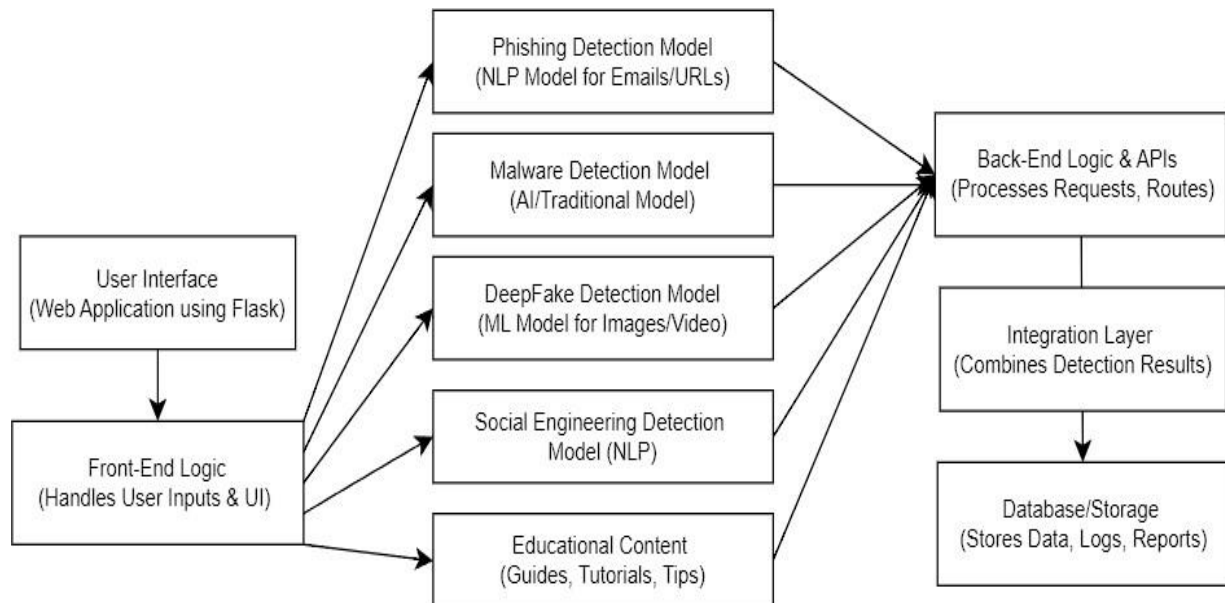 Phishing Detection Model
(NLP Model for Emails/URLs)
Malware Detection Model
(AI/Traditional Model)
Back-End Logic & APIs
(Processes Requests, Routes)
User Interface
(Web Application using Flask)
DeepFake Detection Model
(ML Model for Images/Video)
Integration Layer
(Combines Detection Results)
Social Engineering Detection
Model (NLP)
Front-End Logic
(Handles User Inputs & UI)
Database/Storage
(Stores Data, Logs, Reports)
Educational Content
(Guides, Tutorials, Tips)